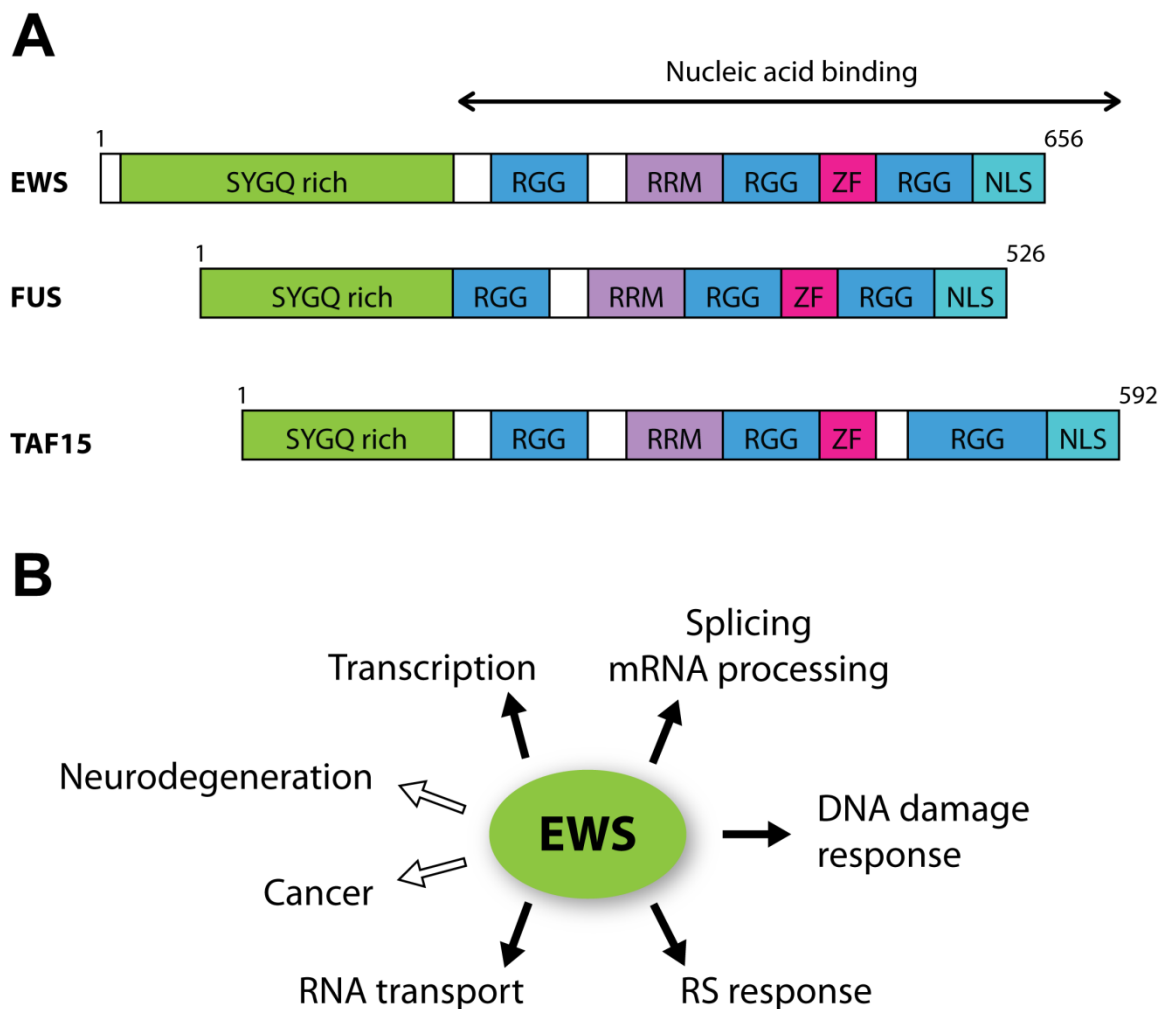 A
Nucleic acid binding
1
656
EWS
SYGQ rich
RGG
RRM
RGG
ZF
RGG
NLS
1
526
FUS
SYGQ rich
RGG
RRM
RGG
ZF
RGG
NLS
1
592
TAF15
SYGQ rich
RGG
RRM
RGG
ZF
RGG
NLS
B
Splicing
mRNA processing
Transcription
Neurodegeneration
DNA damage
response
EWS
Cancer
RNA transport
RS response